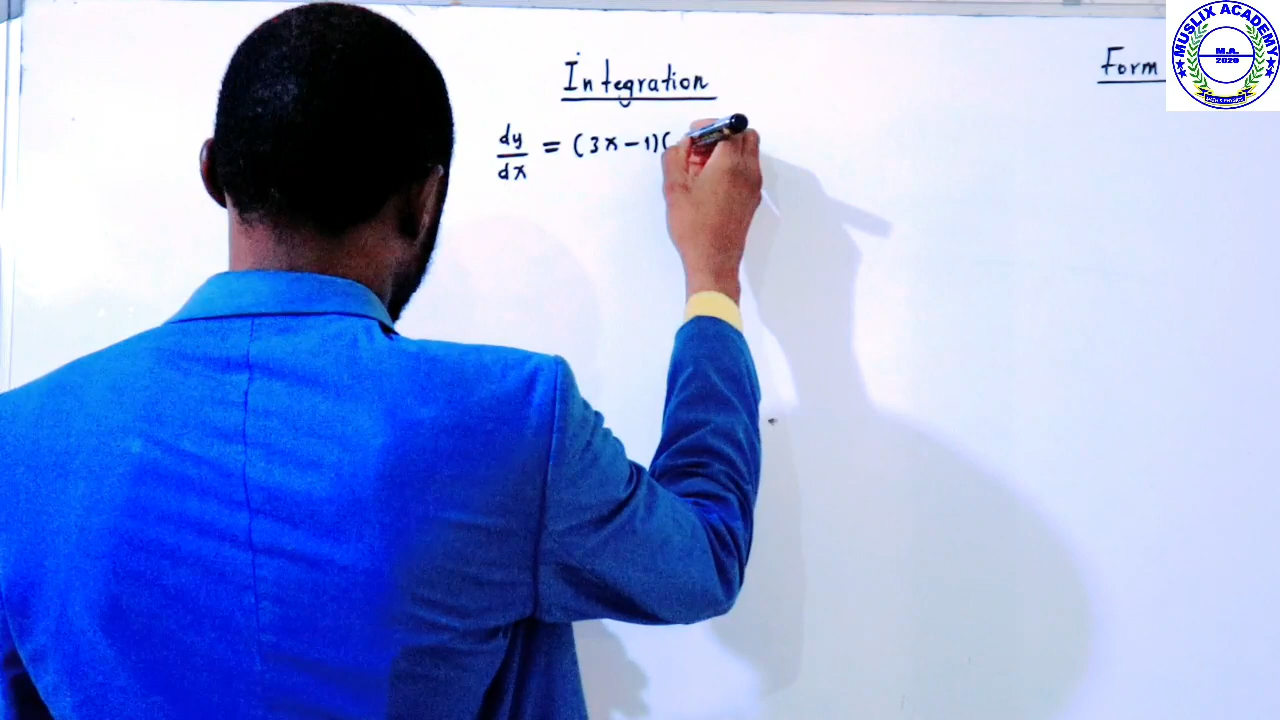 Integration
Form
dy/dx = (3x-1)(
MUSLIX ACADEMY
M.A.
2020